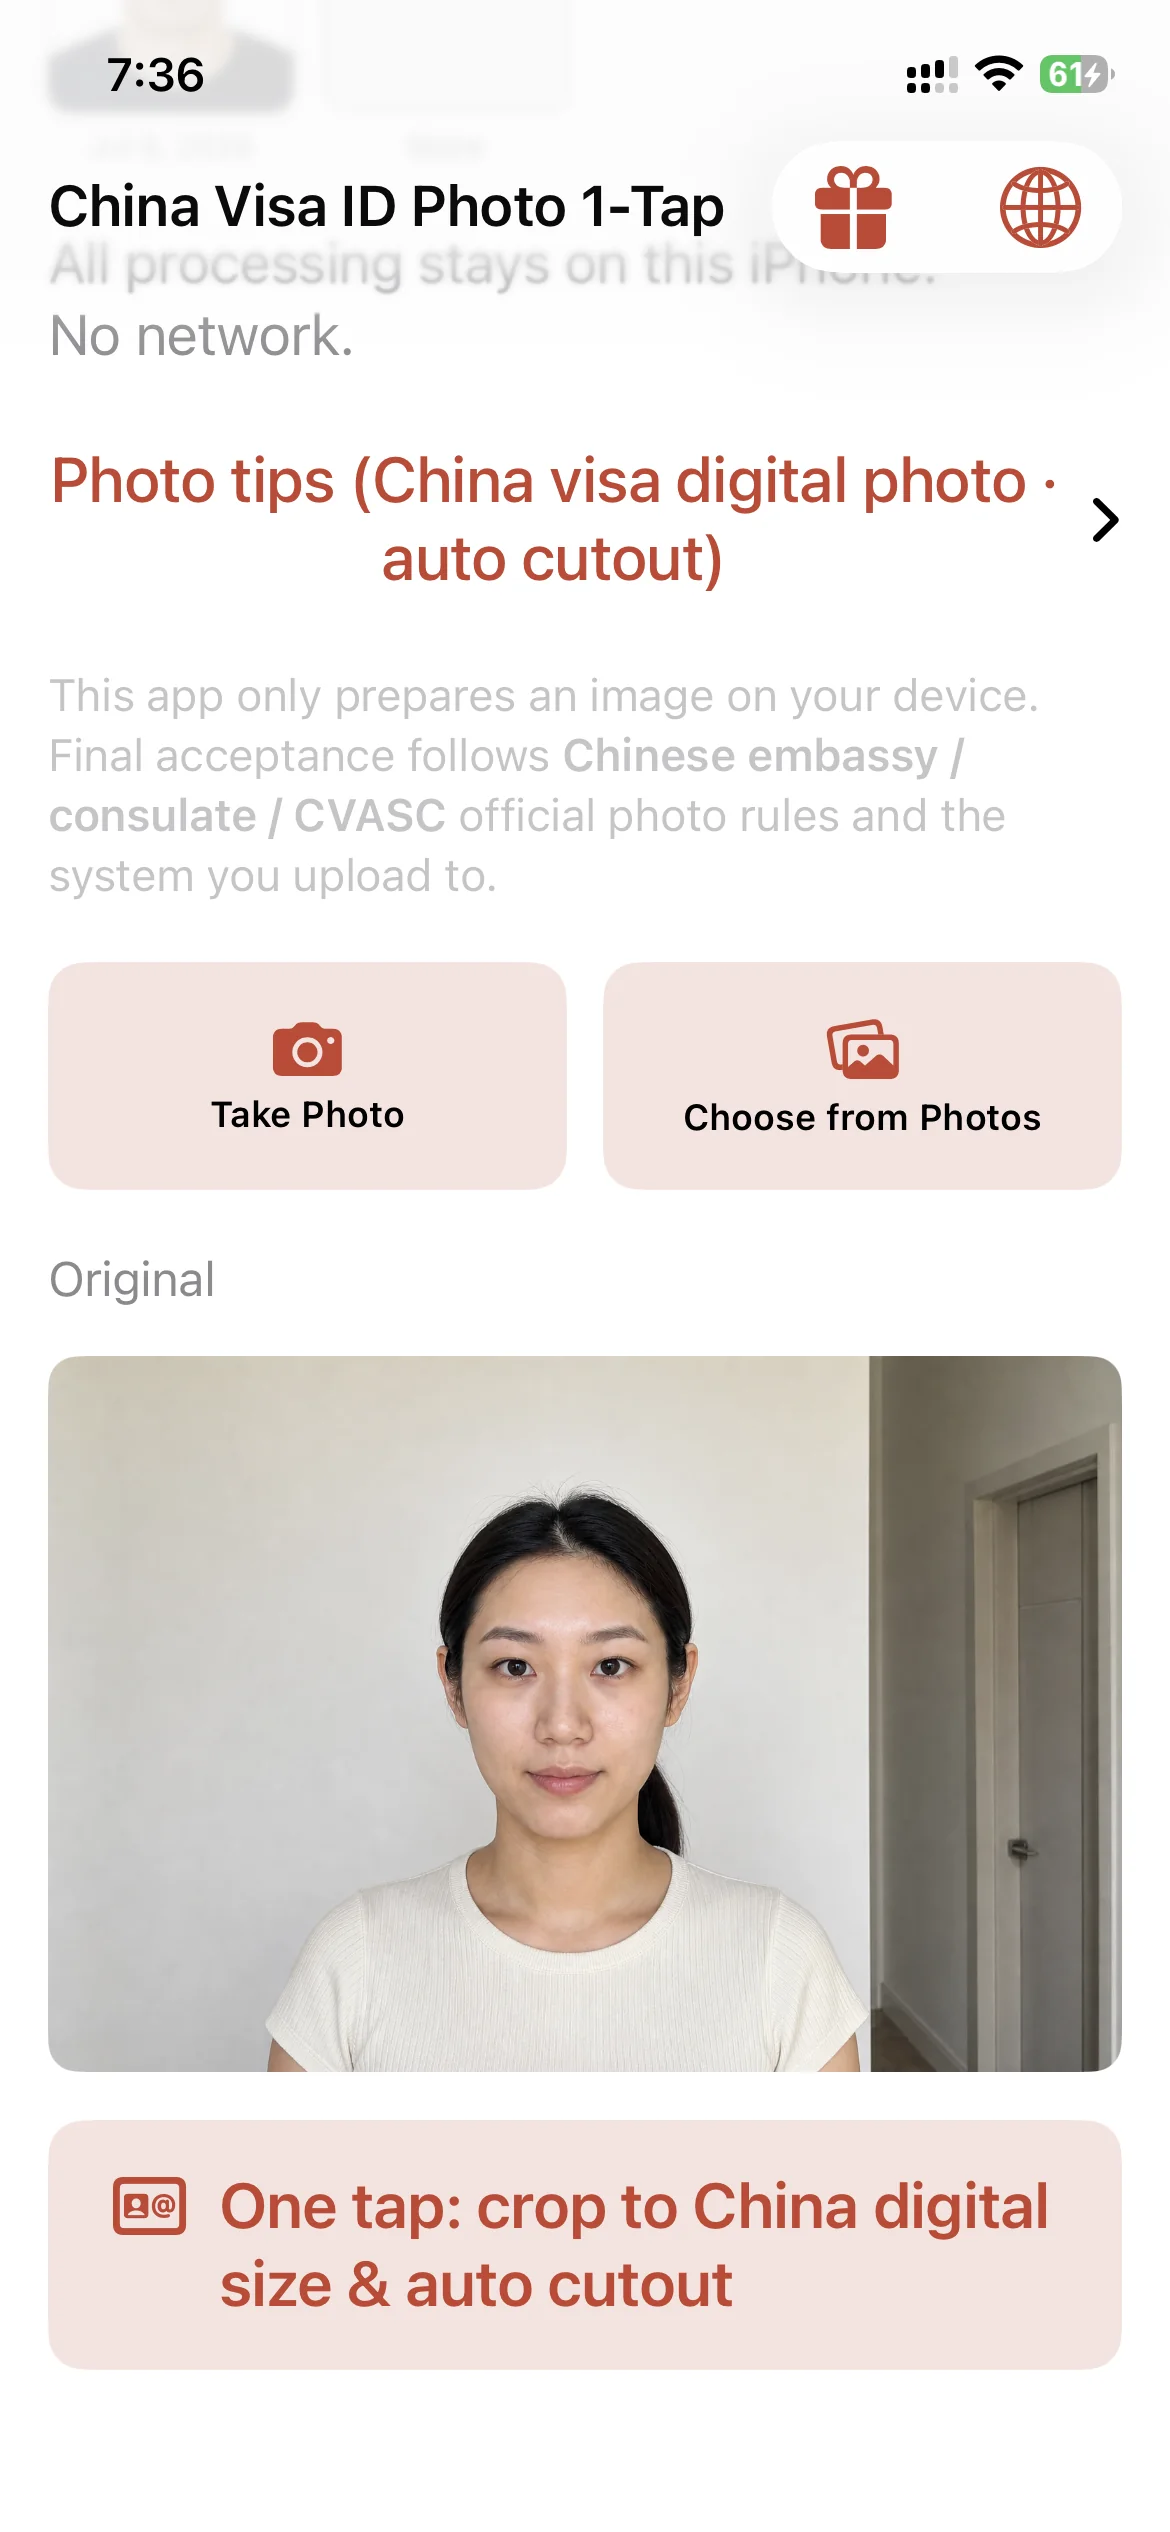 7:36
61
China Visa ID Photo 1-Tap
All processing stays on this iPhone.
No network.
Photo tips (China visa digital photo ·
auto cutout)
This app only prepares an image on your device.
Final acceptance follows Chinese embassy /
consulate / CVASC official photo rules and the
system you upload to.
Take Photo
Choose from Photos
Original
One tap: crop to China digital
size & auto cutout